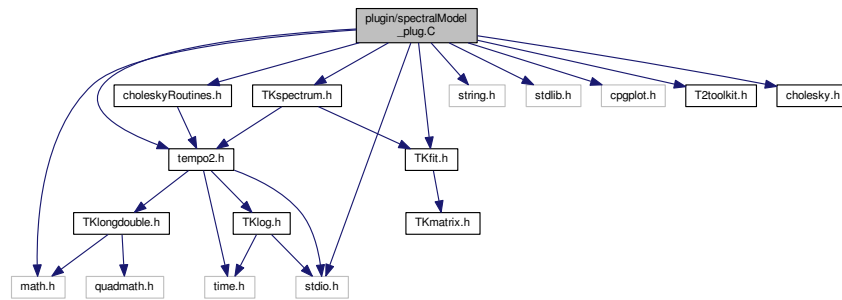 plugin/spectralModel
_plug.C
choleskyRoutines.h
TKspectrum.h
string.h
stdlib.h
cpgplot.h
T2toolkit.h
cholesky.h
tempo2.h
TKfit.h
TKlongdouble.h
TKlog.h
TKmatrix.h
math.h
quadmath.h
time.h
stdio.h